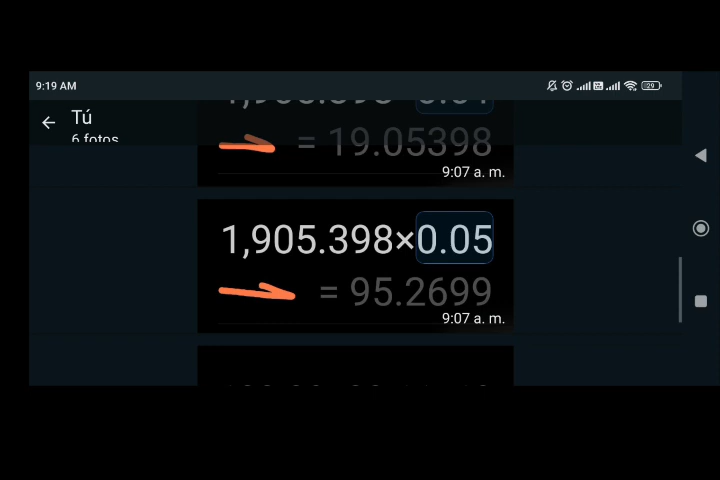 9:19 AM
29
Tú
6 fotos
= 19.05398
9:07 a. m.
1,905.398×0.05
= 95.2699
9:07 a. m.